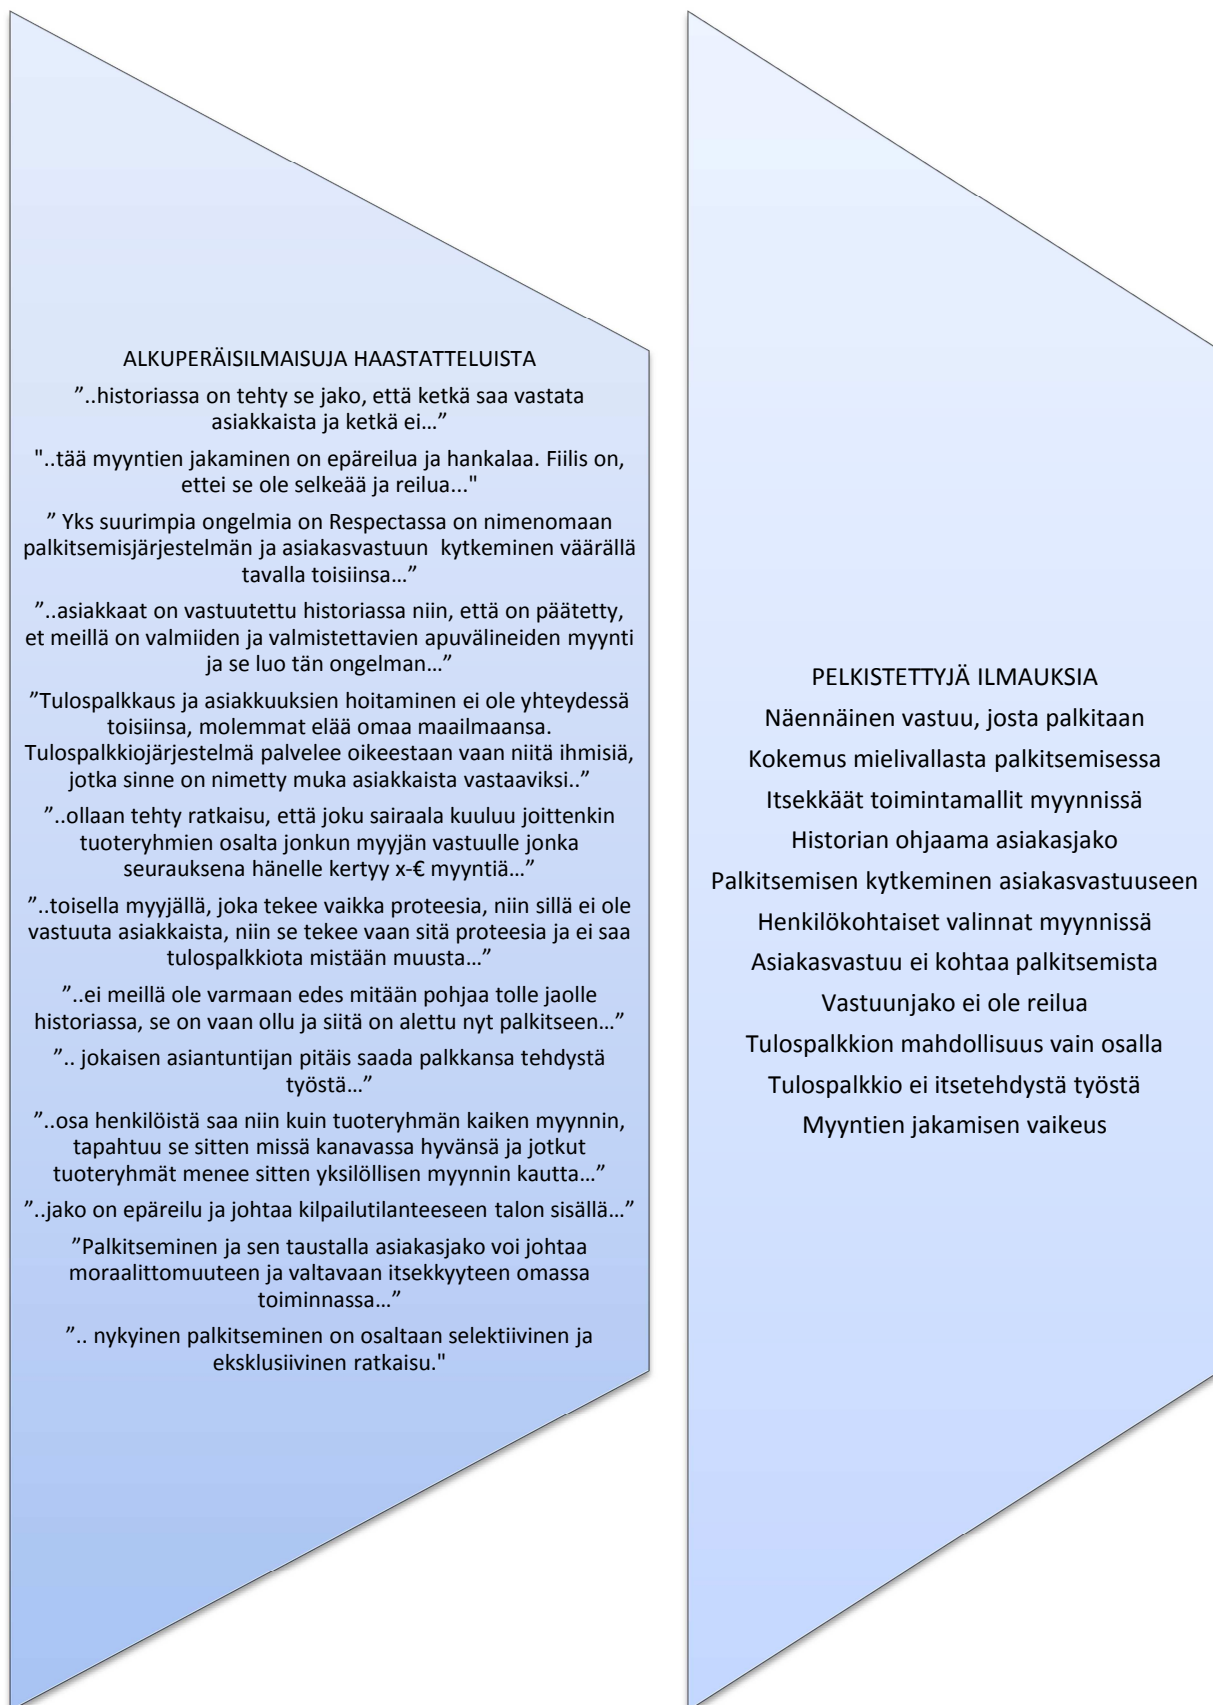 ALKUPERÄISILMAISUJA HAASTATTELUISTA
”..historiassa on tehty se jako, että ketkä saa vastata
asiakkaista ja ketkä ei…”
"..tää myyntien jakaminen on epäreilua ja hankalaa. Fiilis on,
ettei se ole selkeää ja reilua..."
” Yks suurimpia ongelmia on Respectassa on nimenomaan
palkitsemisjärjestelmän ja asiakasvastuun  kytkeminen väärällä
tavalla toisiinsa…”
”..asiakkaat on vastuutettu historiassa niin, että on päätetty,
et meillä on valmiiden ja valmistettavien apuvälineiden myynti
ja se luo tän ongelman…”
”Tulospalkkaus ja asiakkuuksien hoitaminen ei ole yhteydessä
toisiinsa, molemmat elää omaa maailmaansa.
Tulospalkkiojärjestelmä palvelee oikeestaan vaan niitä ihmisiä,
jotka sinne on nimetty muka asiakkaista vastaaviksi..”
”..ollaan tehty ratkaisu, että joku sairaala kuuluu joittenkin
tuoteryhmien osalta jonkun myyjän vastuulle jonka
seurauksena hänelle kertyy x-€ myyntiä…”
”..toisella myyjällä, joka tekee vaikka proteesia, niin sillä ei ole
vastuuta asiakkaista, niin se tekee vaan sitä proteesia ja ei saa
tulospalkkiota mistään muusta…”
”..ei meillä ole varmaan edes mitään pohjaa tolle jaolle
historiassa, se on vaan ollu ja siitä on alettu nyt palkitseen…”
”.. jokaisen asiantuntijan pitäis saada palkkansa tehdystä
työstä…”
”..osa henkilöistä saa niin kuin tuoteryhmän kaiken myynnin,
tapahtuu se sitten missä kanavassa hyvänsä ja jotkut
tuoteryhmät menee sitten yksilöllisen myynnin kautta…”
”..jako on epäreilu ja johtaa kilpailutilanteeseen talon sisällä…”
”Palkitseminen ja sen taustalla asiakasjako voi johtaa
moraalittomuuteen ja valtavaan itsekkyyteen omassa
toiminnassa…”
”.. nykyinen palkitseminen on osaltaan selektiivinen ja
eksklusiivinen ratkaisu."
PELKISTETTYJÄ ILMAUKSIA
Näennäinen vastuu, josta palkitaan
Kokemus mielivallasta palkitsemisessa
Itsekkäät toimintamallit myynnissä
Historian ohjaama asiakasjako
Palkitsemisen kytkeminen asiakasvastuuseen
Henkilökohtaiset valinnat myynnissä
Asiakasvastuu ei kohtaa palkitsemista
Vastuunjako ei ole reilua
Tulospalkkion mahdollisuus vain osalla
Tulospalkkio ei itsetehdystä työstä
Myyntien jakamisen vaikeus